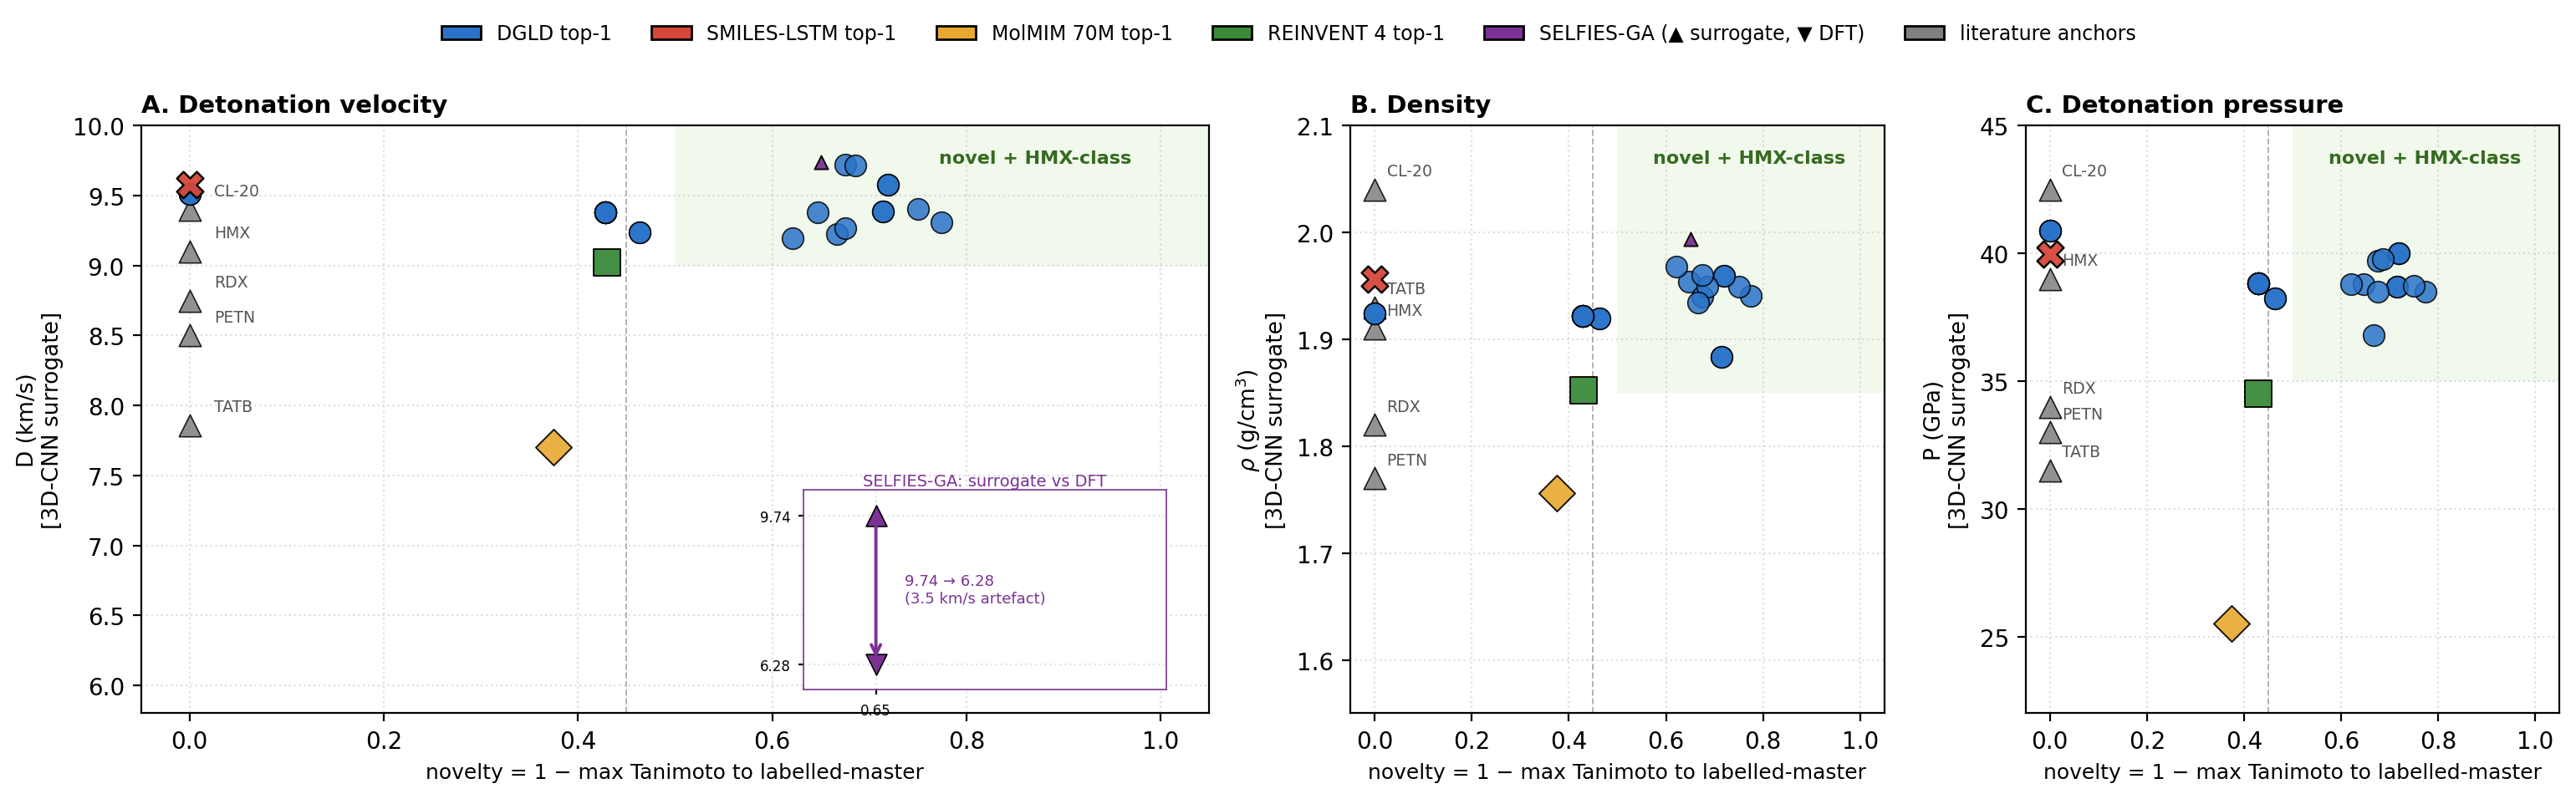 DGLD top-1
SMILES-LSTM top-1
MolMIM 70M top-1
REINVENT 4 top-1
SELFIES-GA (▲ surrogate, ▼ DFT)
literature anchors
A. Detonation velocity
10.0
9.5
9.0
8.5
8.0
7.5
7.0
6.5
6.0
D (km/s)
[3D-CNN surrogate]
CL-20
HMX
RDX
PETN
TATB
novel + HMX-class
SELFIES-GA: surrogate vs DFT
9.74
6.28
9.74 → 6.28
(3.5 km/s artefact)
0.65
0.0 0.2 0.4 0.6 0.8 1.0
novelty = 1 − max Tanimoto to labelled-master
B. Density
2.1
2.0
1.9
1.8
1.7
1.6
ρ (g/cm³)
[3D-CNN surrogate]
CL-20
TATB
HMX
RDX
PETN
novel + HMX-class
0.0 0.2 0.4 0.6 0.8 1.0
novelty = 1 − max Tanimoto to labelled-master
C. Detonation pressure
45
40
35
30
25
P (GPa)
[3D-CNN surrogate]
CL-20
HMX
RDX
PETN
TATB
novel + HMX-class
0.0 0.2 0.4 0.6 0.8 1.0
novelty = 1 − max Tanimoto to labelled-master